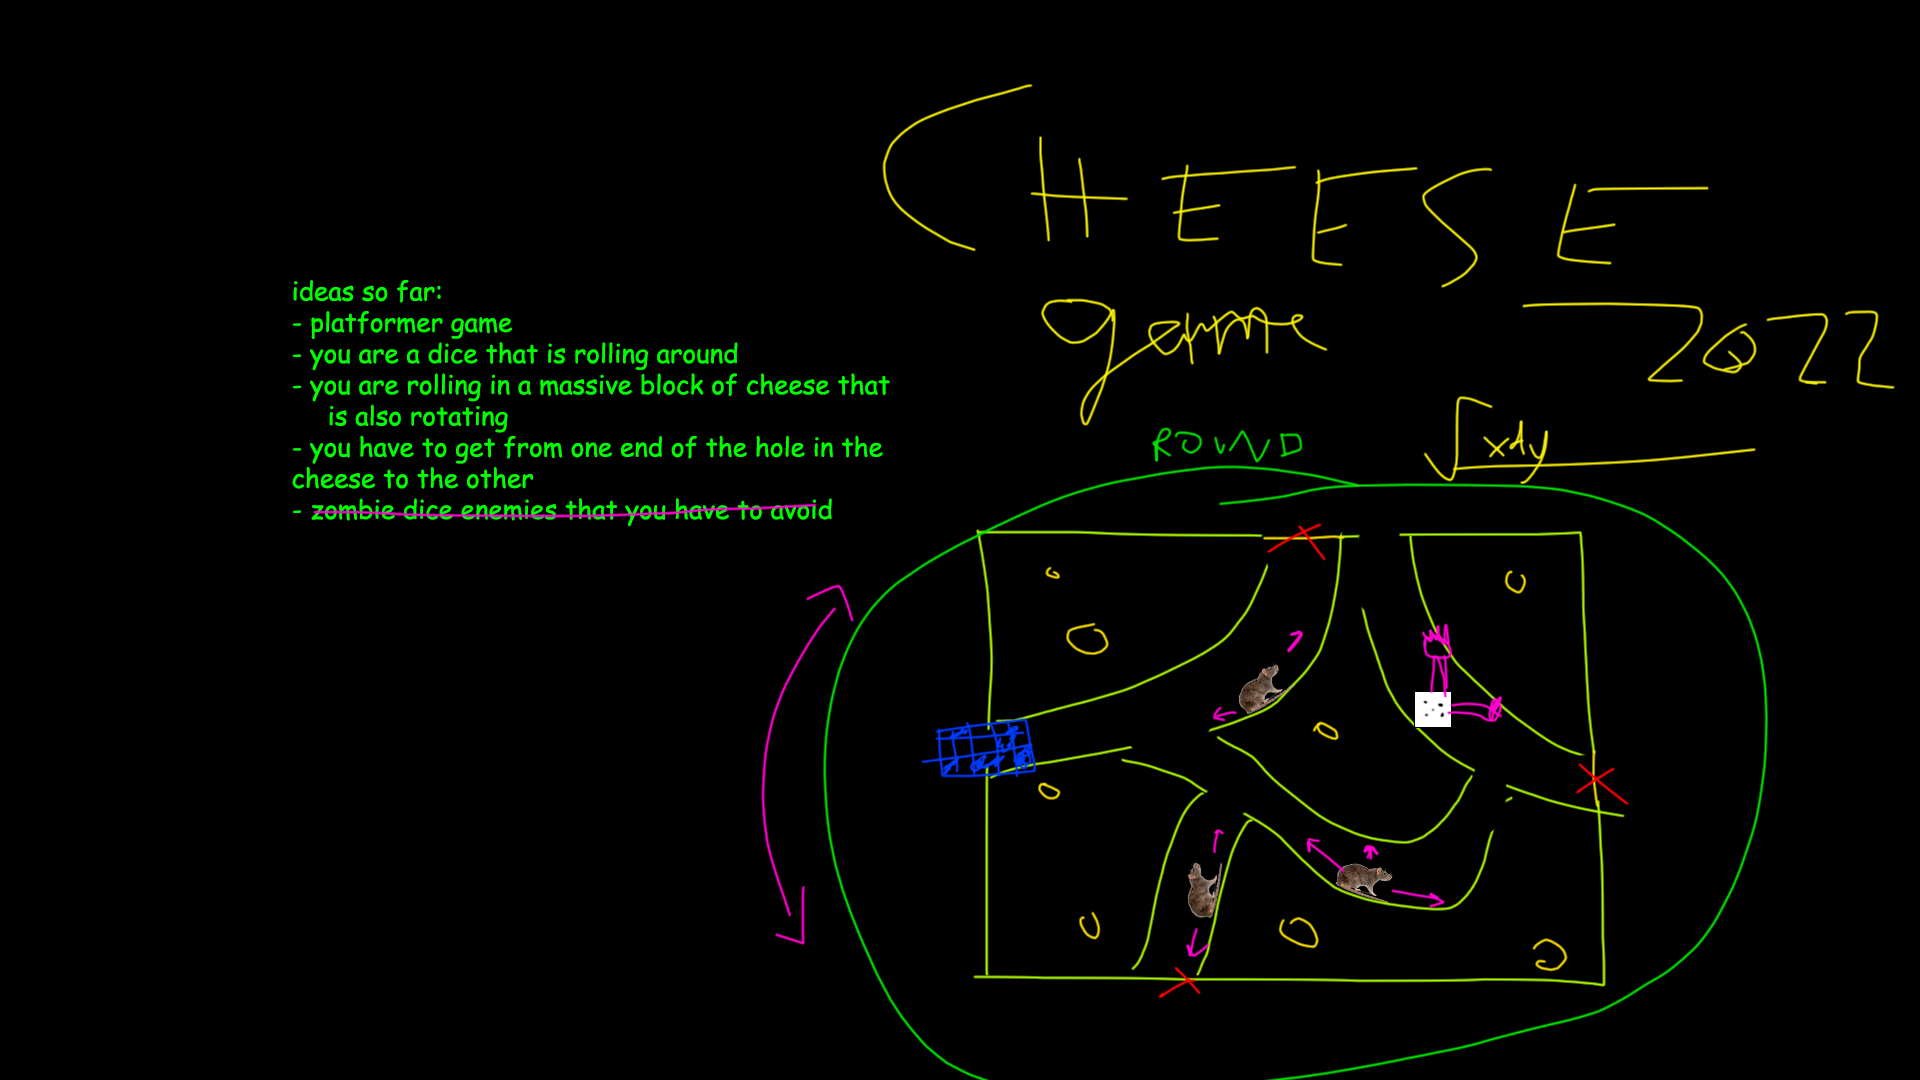 CHEESE
game 2022
ideas so far:
- platformer game
- you are a dice that is rolling around
- you are rolling in a massive block of cheese that
is also rotating
- you have to get from one end of the hole in the
cheese to the other
- zombie dice enemies that you have to avoid
ROUND
√xdy